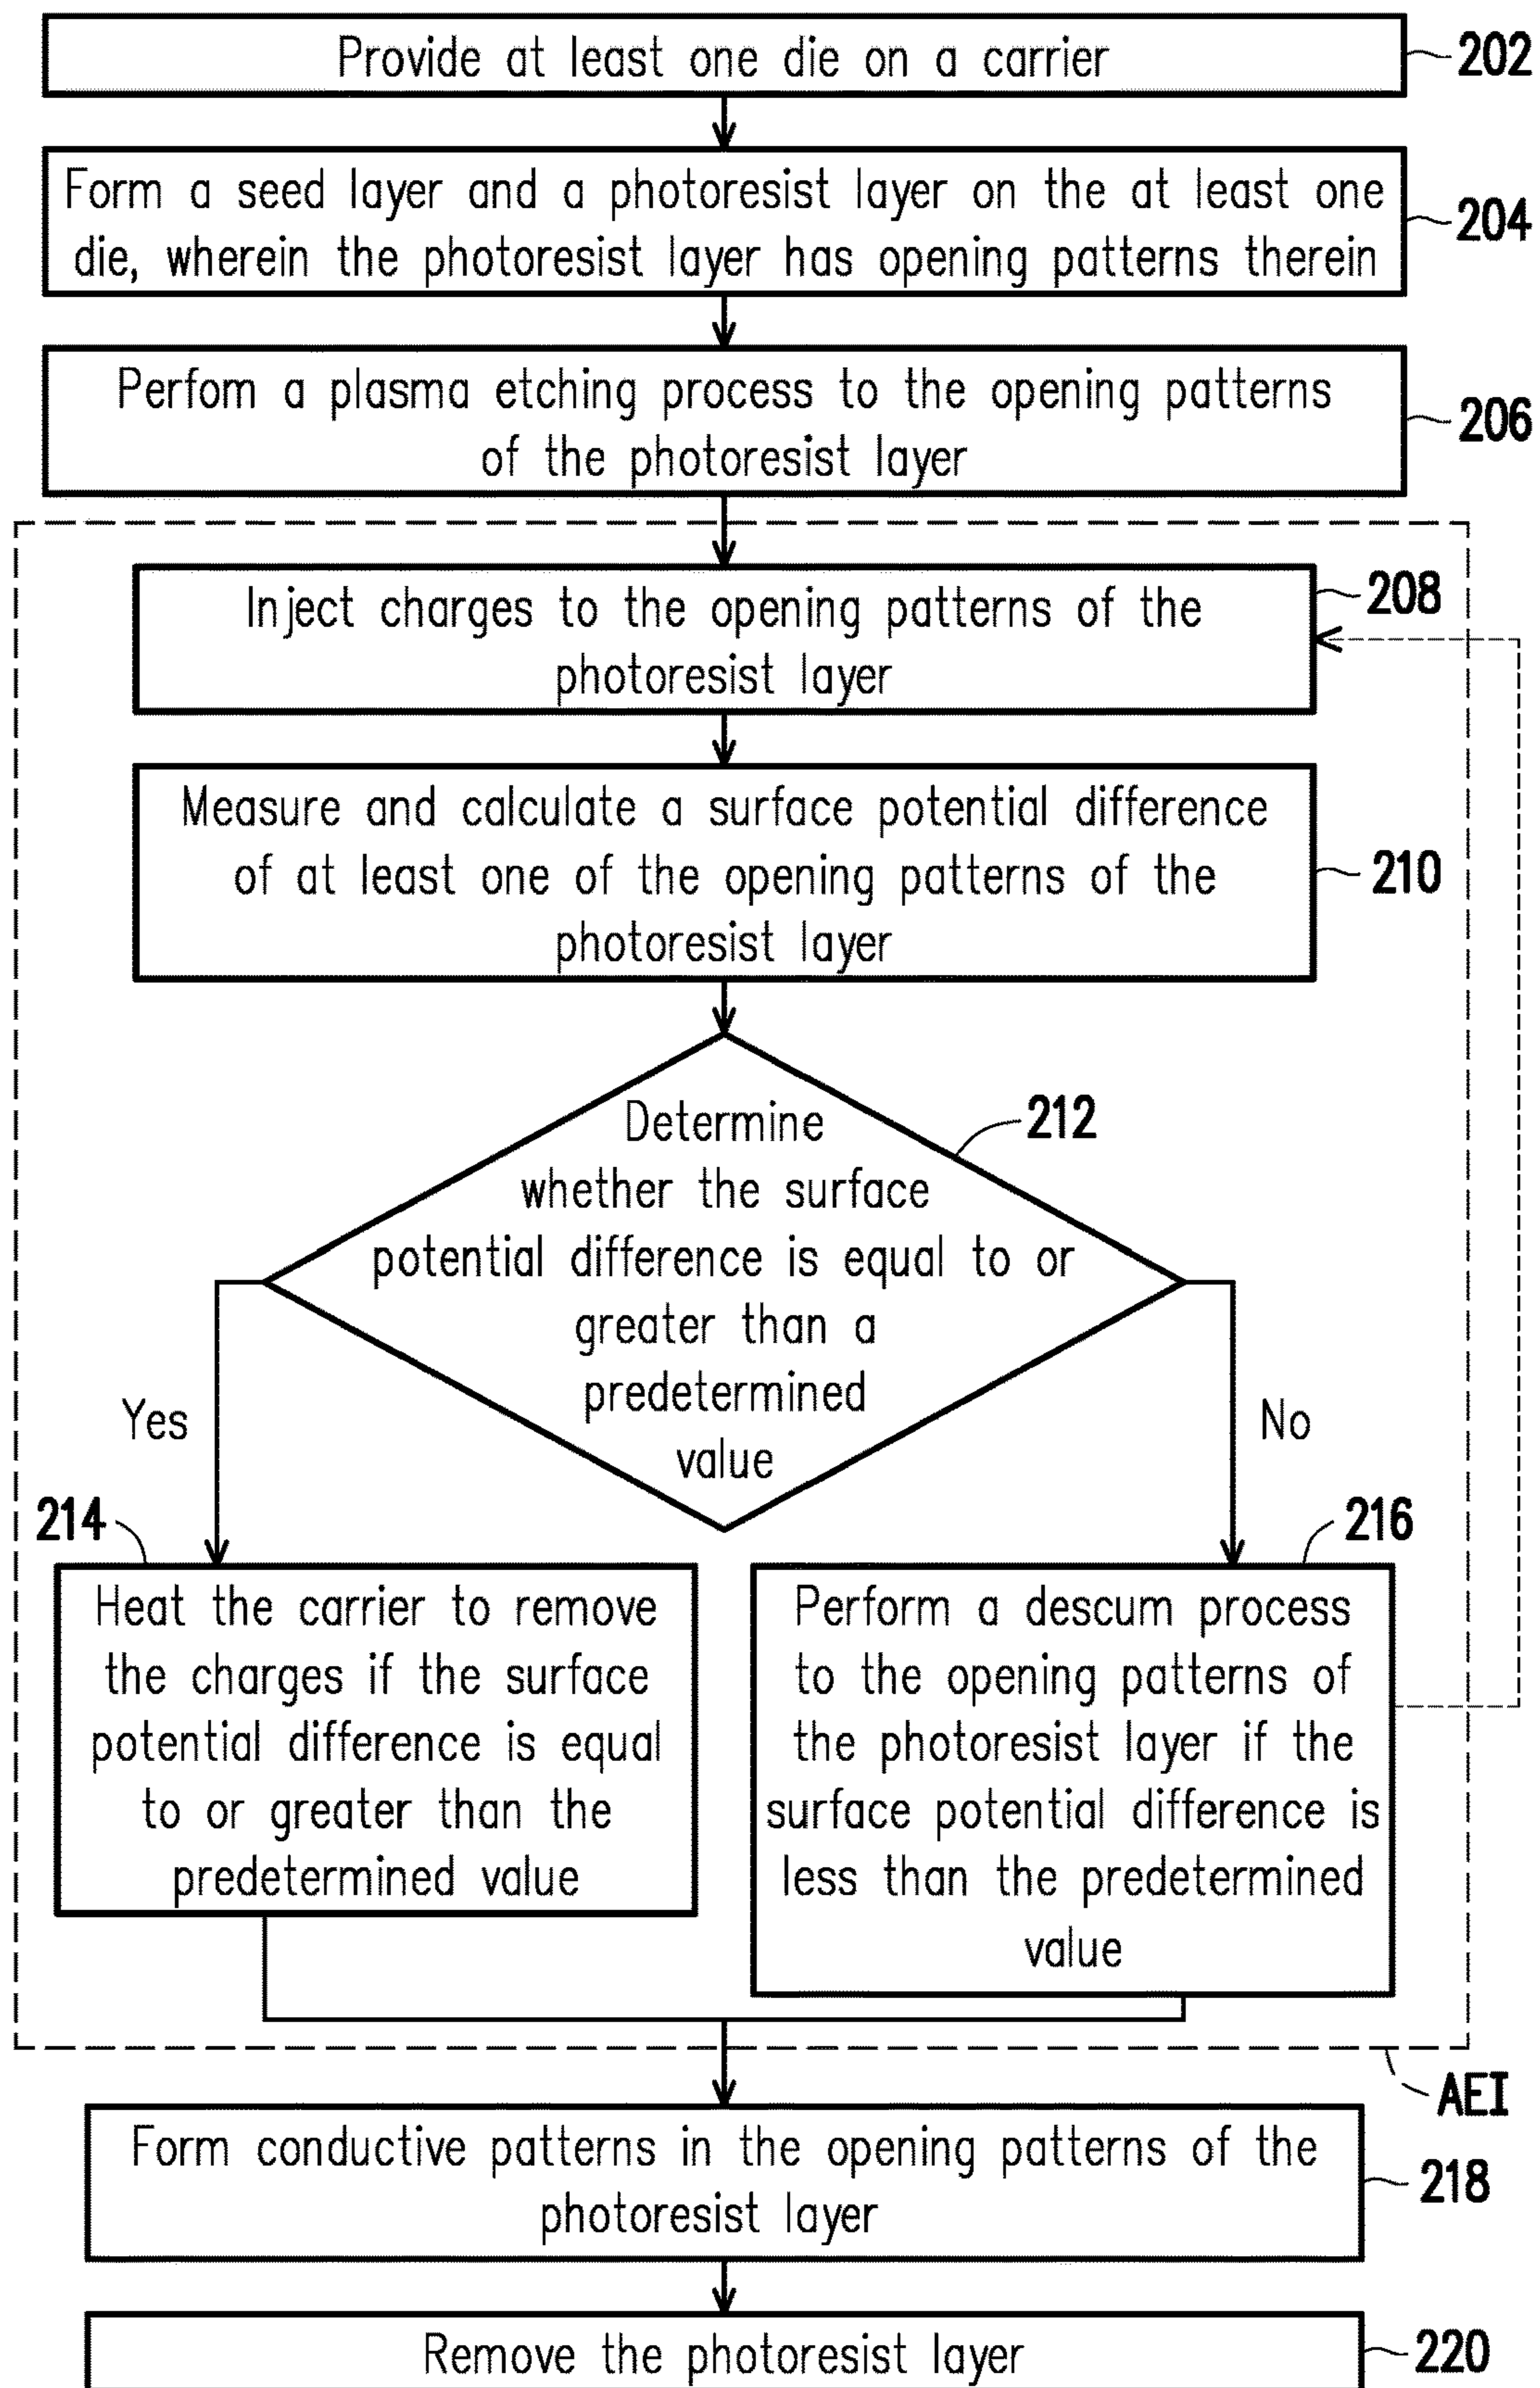 Provide at least one die on a carrier
202
Form a seed layer and a photoresist layer on the at least one
die, wherein the photoresist layer has opening patterns therein
204
Perfom a plasma etching process to the opening patterns
of the photoresist layer
206
Inject charges to the opening patterns of the
photoresist layer
208
Measure and calculate a surface potential difference
of at least one of the opening patterns of the
photoresist layer
210
Determine
whether the surface
potential difference is equal to or
greater than a
predetermined
value
212
Yes
No
214
Heat the carrier to remove
the charges if the surface
potential difference is equal
to or greater than the
predetermined value
216
Perform a descum process
to the opening patterns of
the photoresist layer if the
surface potential difference is
less than the predetermined
value
AEI
Form conductive patterns in the opening patterns of the
photoresist layer
218
Remove the photoresist layer
220